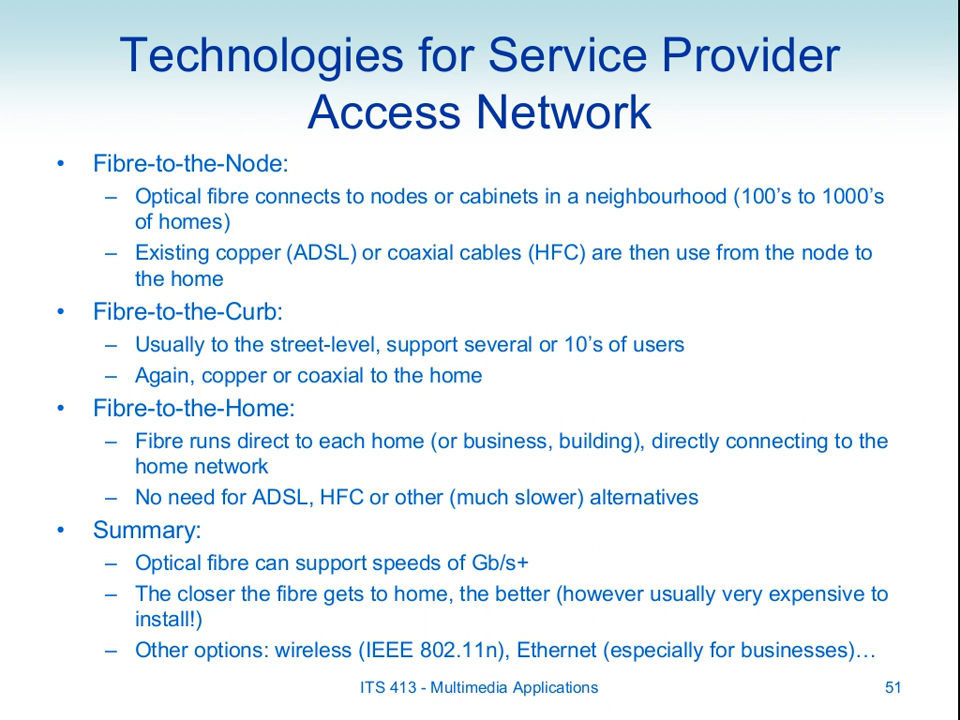 Technologies for Service Provider
Access Network
• Fibre-to-the-Node:
– Optical fibre connects to nodes or cabinets in a neighbourhood (100’s to 1000’s
of homes)
– Existing copper (ADSL) or coaxial cables (HFC) are then use from the node to
the home
• Fibre-to-the-Curb:
– Usually to the street-level, support several or 10’s of users
– Again, copper or coaxial to the home
• Fibre-to-the-Home:
– Fibre runs direct to each home (or business, building), directly connecting to the
home network
– No need for ADSL, HFC or other (much slower) alternatives
• Summary:
– Optical fibre can support speeds of Gb/s+
– The closer the fibre gets to home, the better (however usually very expensive to
install!)
– Other options: wireless (IEEE 802.11n), Ethernet (especially for businesses)…
ITS 413 - Multimedia Applications
51